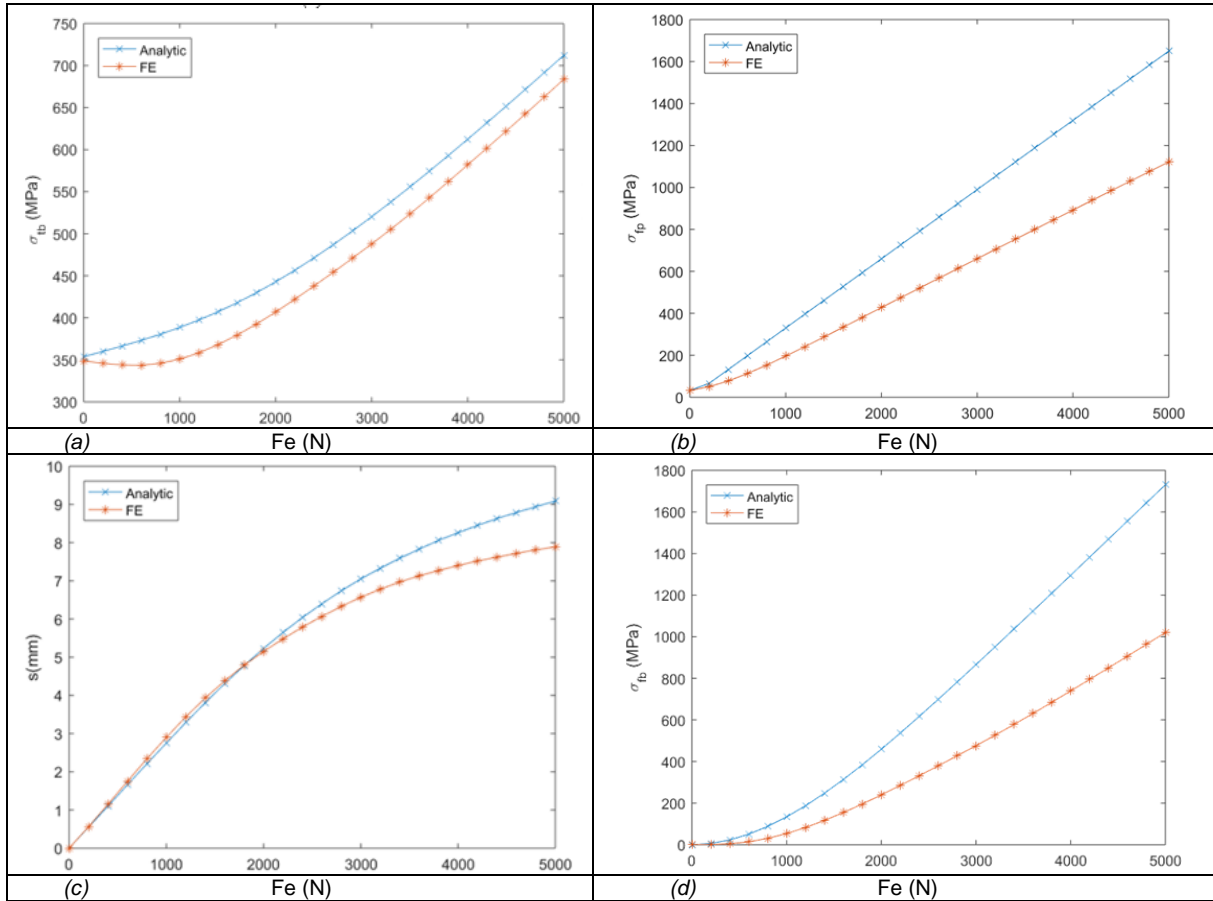 750
700
650
600
550
500
450
400
350
300
σtb (MPa)
Analytic
FE
0 1000 2000 3000 4000 5000
(a) Fe (N)
1800
1600
1400
1200
1000
800
600
400
200
0
σfp (MPa)
Analytic
FE
0 1000 2000 3000 4000 5000
(b) Fe (N)
10
9
8
7
6
5
4
3
2
1
0
s(mm)
Analytic
FE
0 1000 2000 3000 4000 5000
(c) Fe (N)
1800
1600
1400
1200
1000
800
600
400
200
0
σfb (MPa)
Analytic
FE
0 1000 2000 3000 4000 5000
(d) Fe (N)